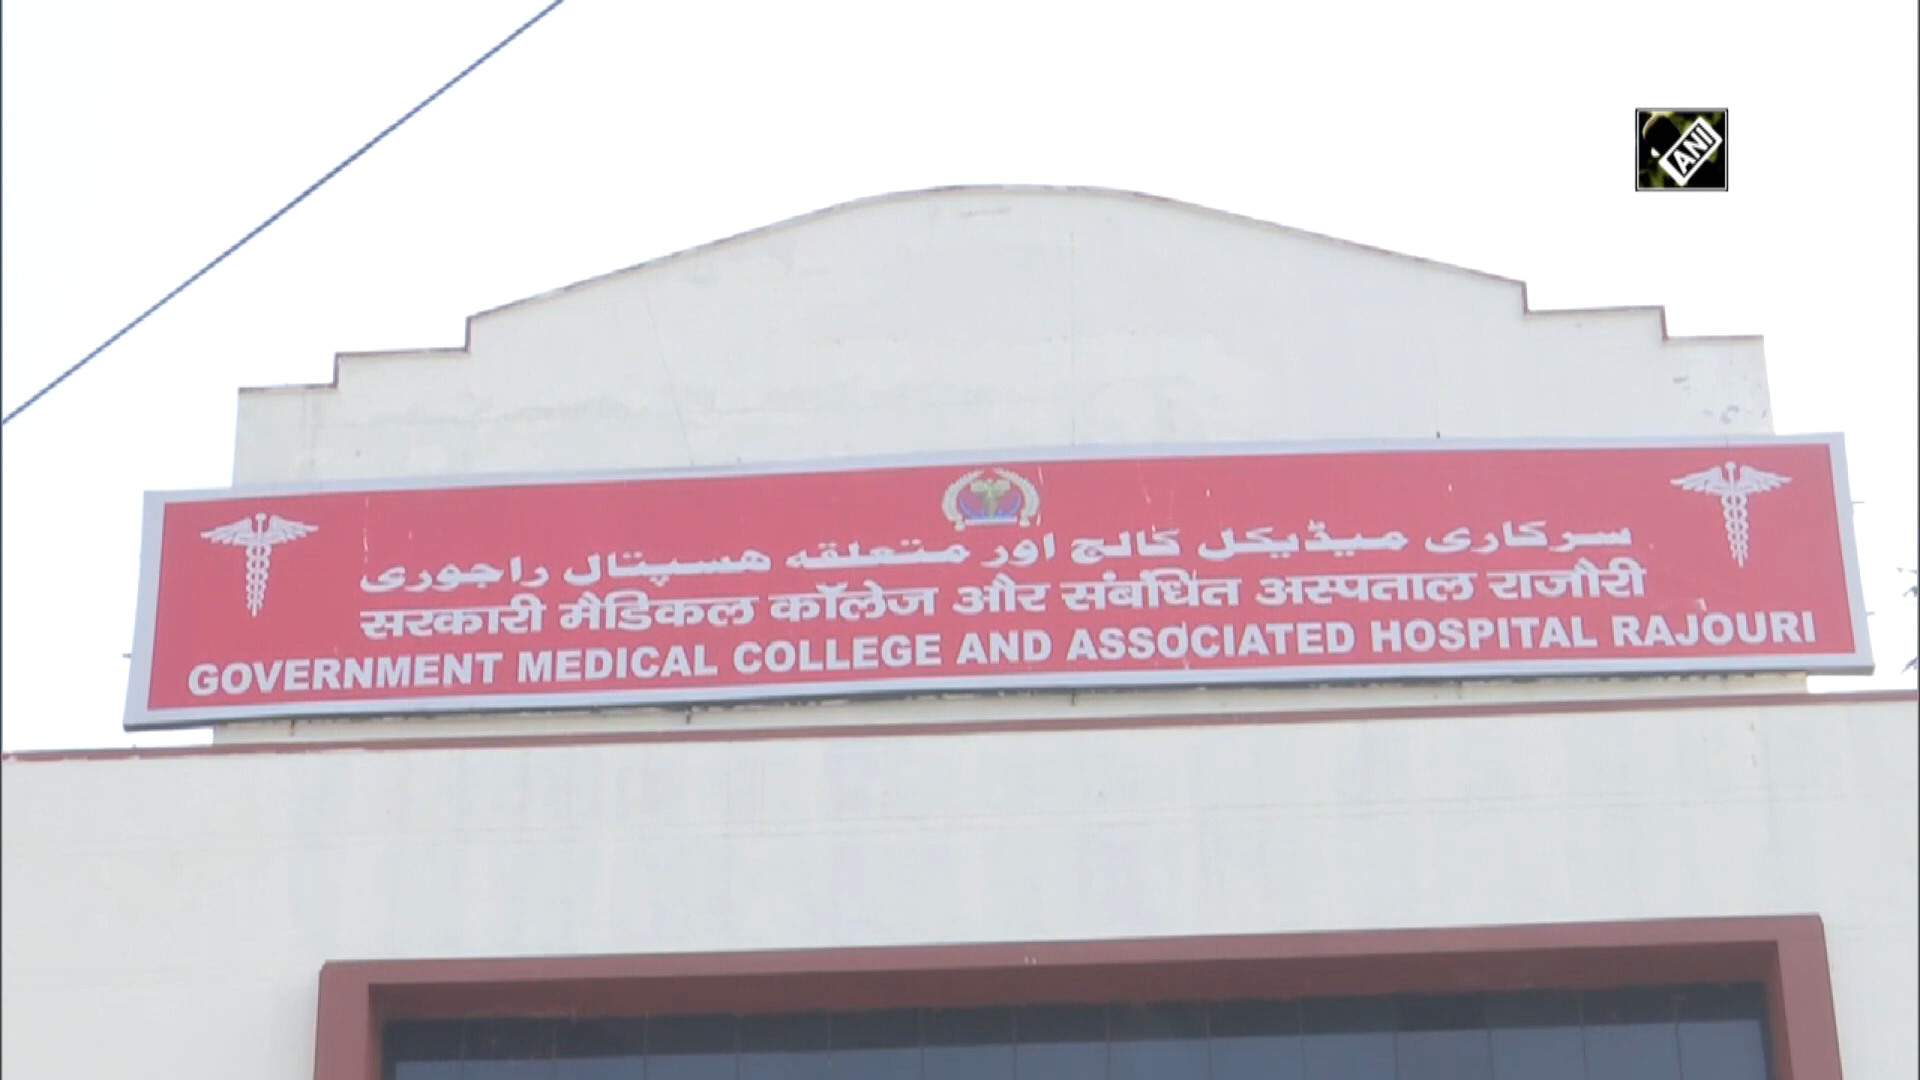 ANI
سرکاری میڈیکل کالج اور متعلقہ ہسپتال راجوری
सरकारी मैडिकल कॉलेज और संबंधित अस्पताल राजौरी
GOVERNMENT MEDICAL COLLEGE AND ASSOCIATED HOSPITAL RAJOURI